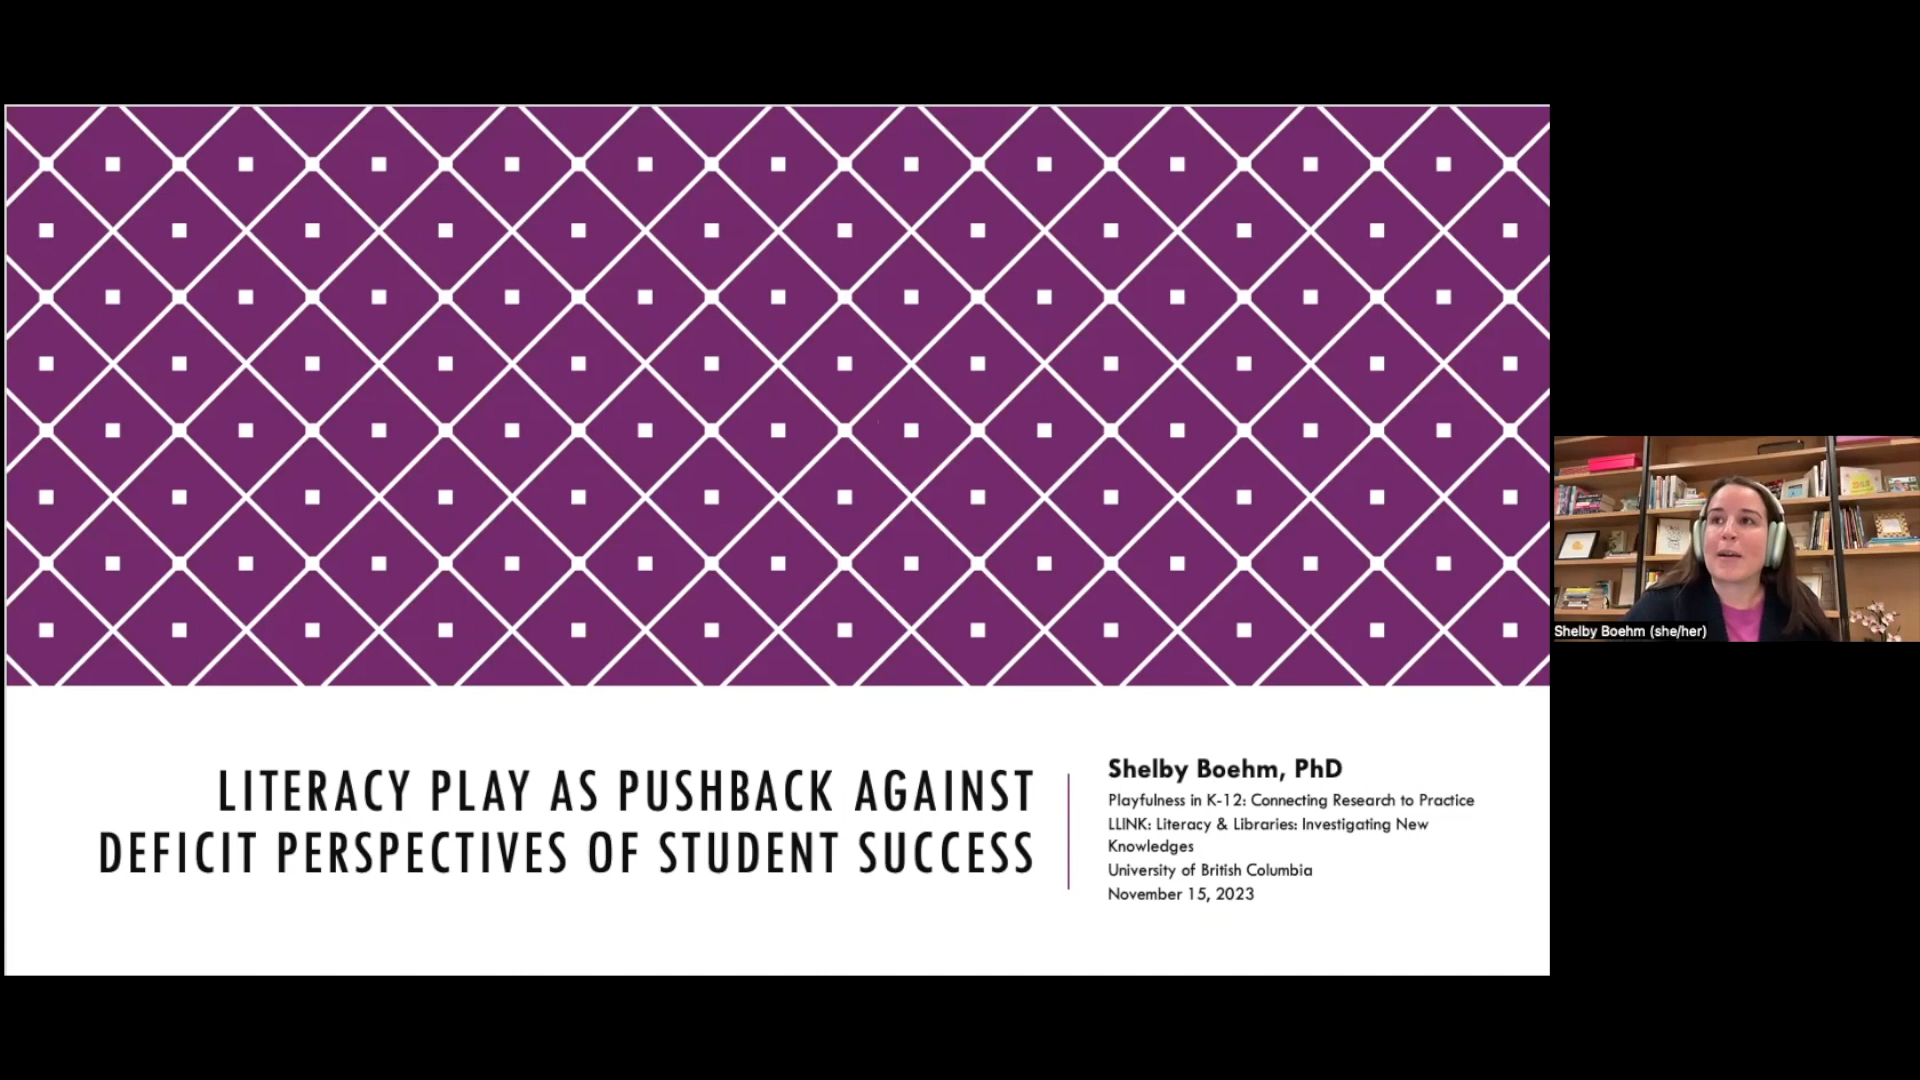 LITERACY PLAY AS PUSHBACK AGAINST
DEFICIT PERSPECTIVES OF STUDENT SUCCESS
Shelby Boehm, PhD
Playfulness in K-12: Connecting Research to Practice
LLINK: Literacy & Libraries: Investigating New
Knowledges
University of British Columbia
November 15, 2023
Shelby Boehm (she/her)